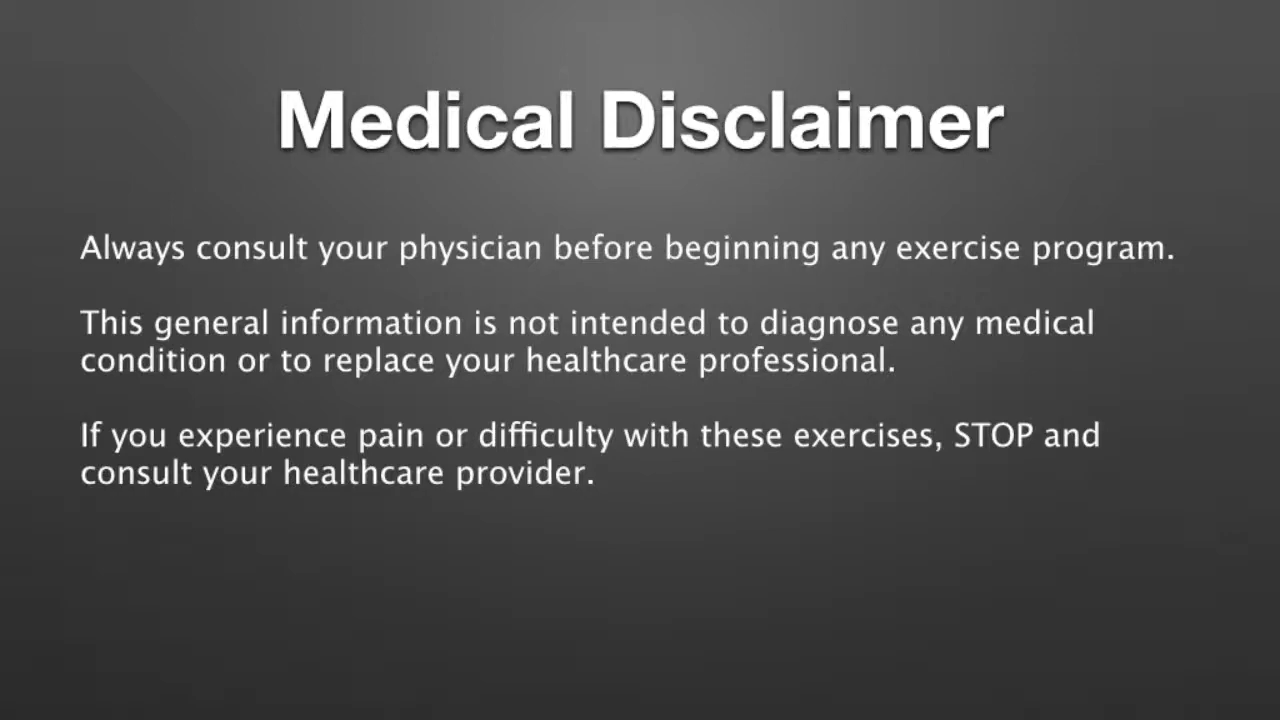 Medical Disclaimer
Always consult your physician before beginning any exercise program.
This general information is not intended to diagnose any medical
condition or to replace your healthcare professional.
If you experience pain or difficulty with these exercises, STOP and
consult your healthcare provider.